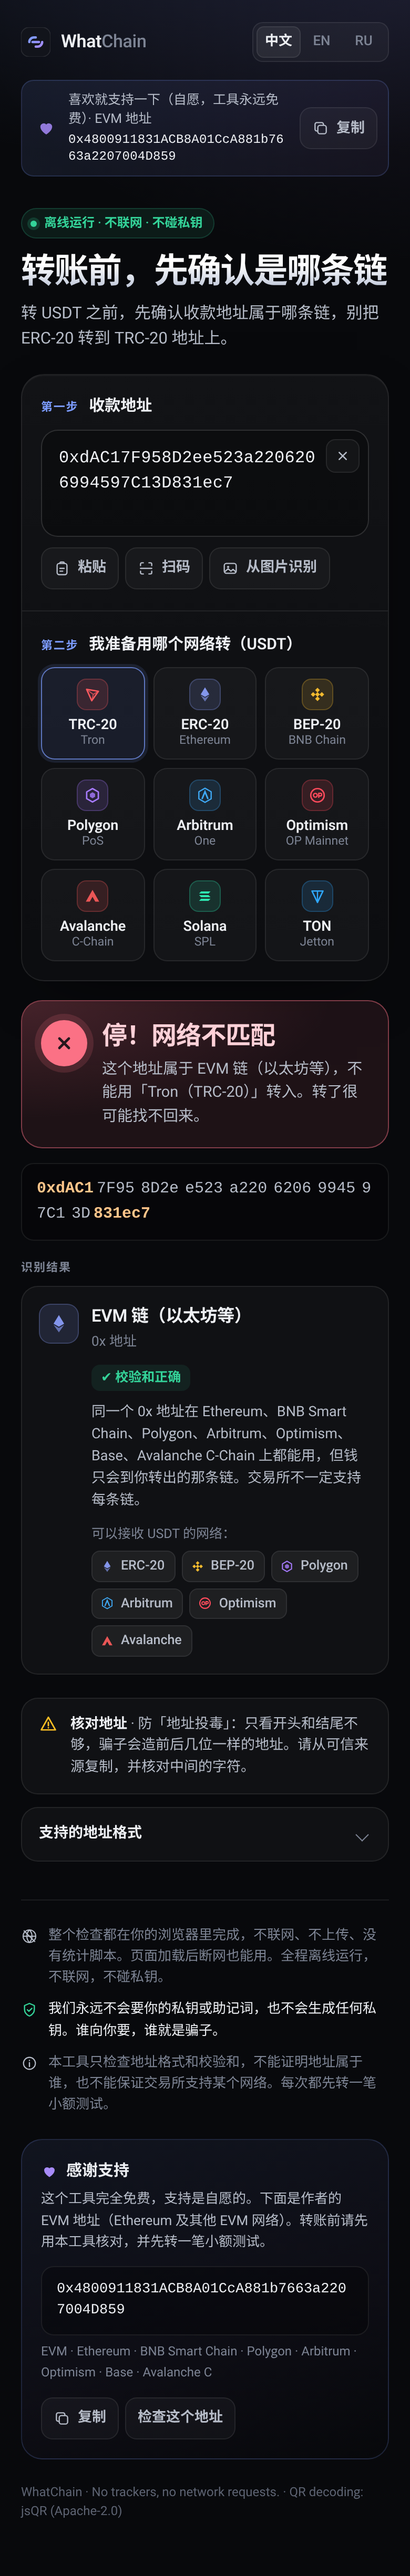 WhatChain
中文
EN
RU
喜欢就支持一下（自愿，工具永远免
费）· EVM 地址
0x4800911831ACB8A01CcA881b76
63a2207004D859
复制
离线运行 · 不联网 · 不碰私钥
转账前，先确认是哪条链
转 USDT 之前，先确认收款地址属于哪条链，别把
ERC-20 转到 TRC-20 地址上。
第一步 收款地址
0xdAC17F958D2ee523a220620
6994597C13D831ec7
粘贴
扫码
从图片识别
第二步 我准备用哪个网络转（USDT）
TRC-20
Tron
ERC-20
Ethereum
BEP-20
BNB Chain
Polygon
PoS
Arbitrum
One
OP
Optimism
OP Mainnet
Avalanche
C-Chain
Solana
SPL
TON
Jetton
停！网络不匹配
这个地址属于 EVM 链（以太坊等），不
能用「Tron（TRC-20）」转入。转了很
可能找不回来。
0xdAC1 7F95 8D2e e523 a220 6206 9945 9
7C1 3D 831ec7
识别结果
EVM 链（以太坊等）
0x 地址
✔ 校验和正确
同一个 0x 地址在 Ethereum、BNB Smart
Chain、Polygon、Arbitrum、Optimism、
Base、Avalanche C-Chain 上都能用，但钱
只会到你转出的那条链。交易所不一定支持
每条链。
可以接收 USDT 的网络：
ERC-20
BEP-20
Polygon
Arbitrum
OP
Optimism
Avalanche
核对地址 · 防「地址投毒」：只看开头和结尾不
够，骗子会造前后几位一样的地址。请从可信来
源复制，并核对中间的字符。
支持的地址格式
整个检查都在你的浏览器里完成，不联网、不上传、没
有统计脚本。页面加载后断网也能用。全程离线运行，
不联网，不碰私钥。
我们永远不会要你的私钥或助记词，也不会生成任何私
钥。谁向你要，谁就是骗子。
本工具只检查地址格式和校验和，不能证明地址属于
谁，也不能保证交易所支持某个网络。每次都先转一笔
小额测试。
感谢支持
这个工具完全免费，支持是自愿的。下面是作者的
EVM 地址（Ethereum 及其他 EVM 网络）。转账前请先
用本工具核对，并先转一笔小额测试。
0x4800911831ACB8A01CcA881b7663a220
7004D859
EVM · Ethereum · BNB Smart Chain · Polygon · Arbitrum ·
Optimism · Base · Avalanche C
复制
检查这个地址
WhatChain · No trackers, no network requests. · QR decoding:
jsQR (Apache-2.0)